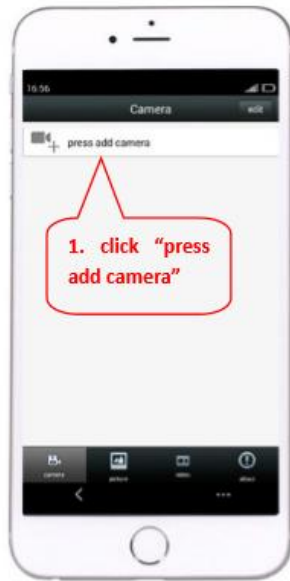 16:56
Camera
edit
press add camera
1. click “press
add camera”
camera
picture
video
about